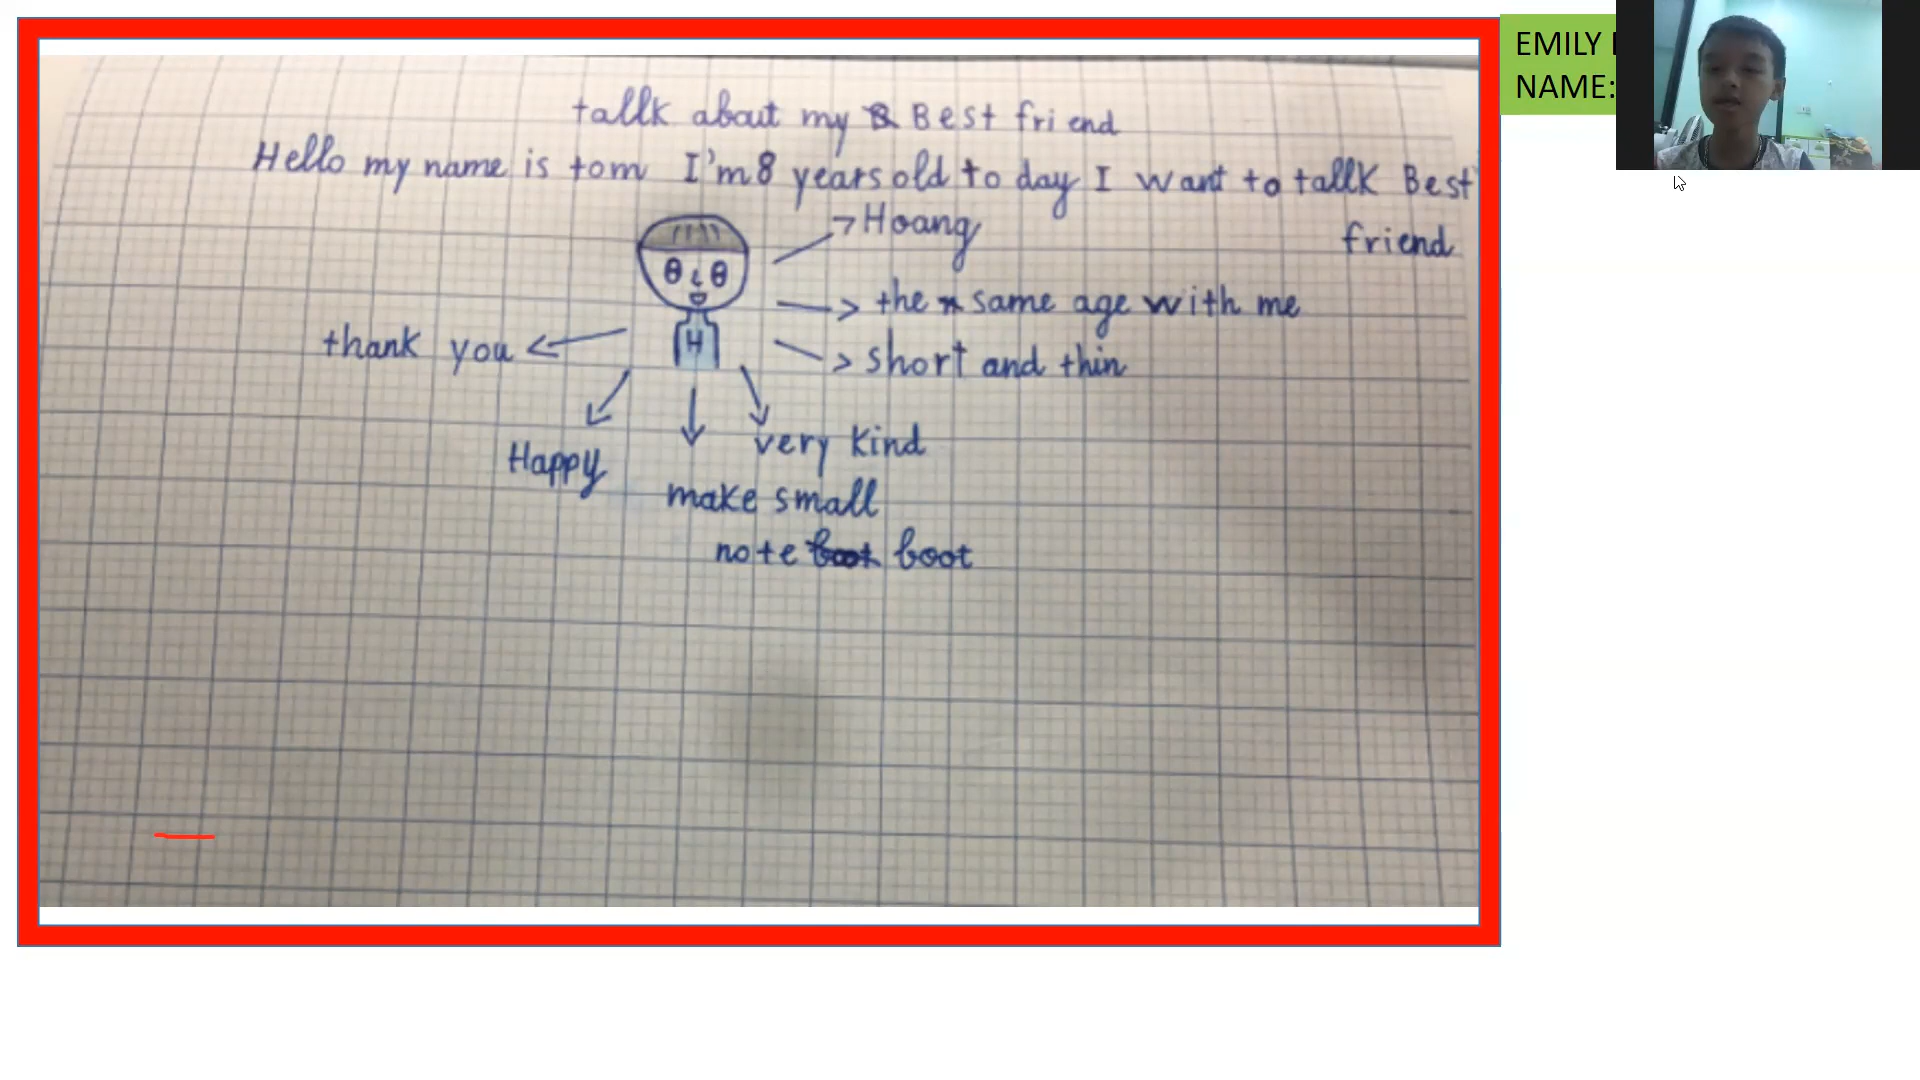 tallk about my Best friend
Hello my name is tom I'm 8 years old to day I want to tallk Best
friend
Hoang
the same age with me
short and thin
thank you
very kind
Happy
make small
note boot
H
EMILY
NAME: